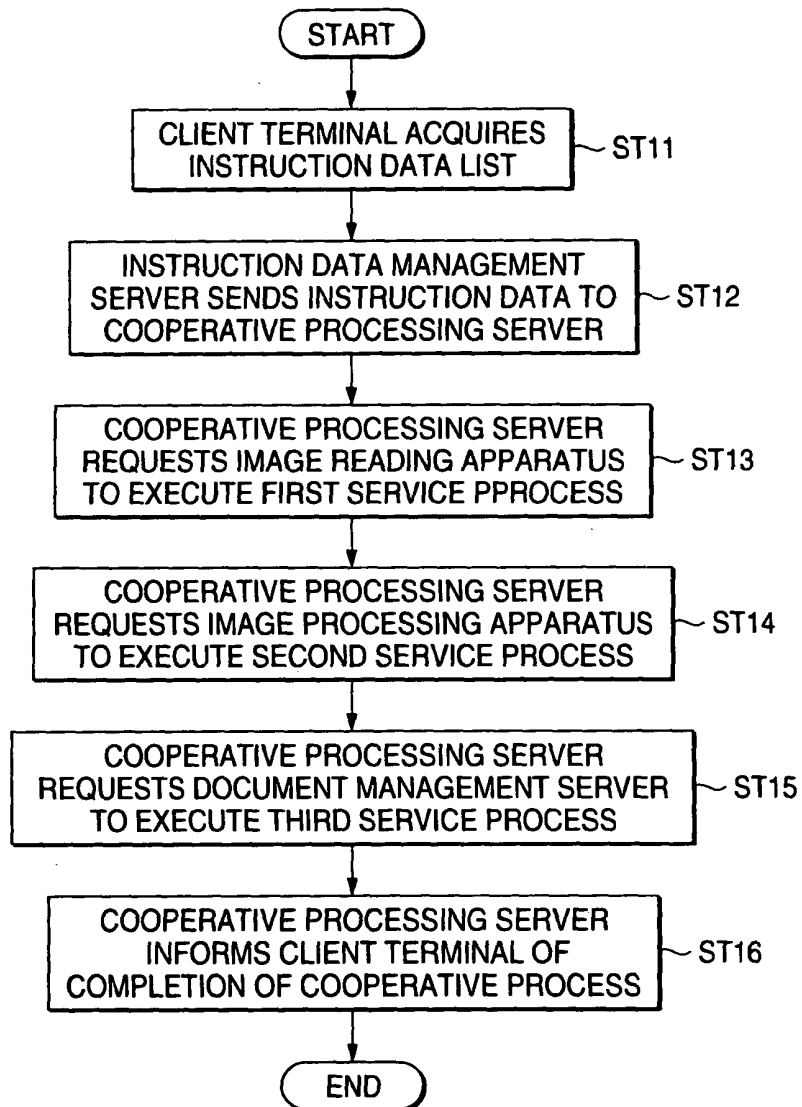 START
CLIENT TERMINAL ACQUIRES
INSTRUCTION DATA LIST
ST11
INSTRUCTION DATA MANAGEMENT
SERVER SENDS INSTRUCTION DATA TO
COOPERATIVE PROCESSING SERVER
ST12
COOPERATIVE PROCESSING SERVER
REQUESTS IMAGE READING APPARATUS
TO EXECUTE FIRST SERVICE PPROCESS
ST13
COOPERATIVE PROCESSING SERVER
REQUESTS IMAGE PROCESSING APPARATUS
TO EXECUTE SECOND SERVICE PROCESS
ST14
COOPERATIVE PROCESSING SERVER
REQUESTS DOCUMENT MANAGEMENT SERVER
TO EXECUTE THIRD SERVICE PROCESS
ST15
COOPERATIVE PROCESSING SERVER
INFORMS CLIENT TERMINAL OF
COMPLETION OF COOPERATIVE PROCESS
ST16
END